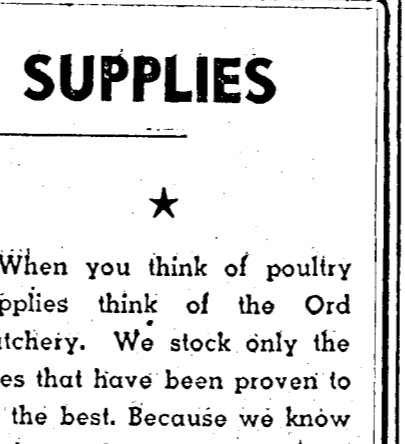 SUPPLIES
When you think of poultry
pplies think of the Ord
tchery. We stock only the
es that have been proven to
the best. Because we know